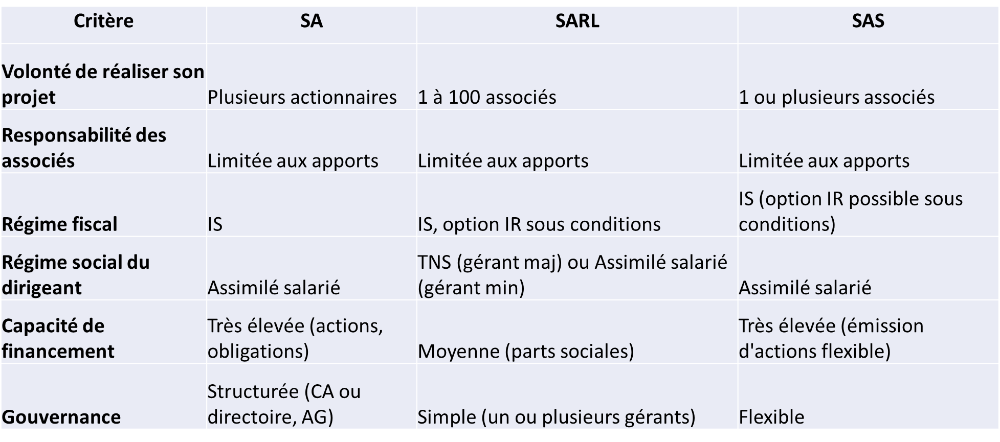 Critère SA SARL SAS
Volonté de réaliser son
projet Plusieurs actionnaires 1 à 100 associés 1 ou plusieurs associés
Responsabilité des
associés Limitée aux apports Limitée aux apports Limitée aux apports
IS (option IR possible sous
Régime fiscal IS IS, option IR sous conditions conditions)
Régime social du TNS (gérant maj) ou Assimilé salarié
dirigeant Assimilé salarié (gérant min) Assimilé salarié
Capacité de Très élevée (actions, Très élevée (émission
financement obligations) Moyenne (parts sociales) d'actions flexible)
Structurée (CA ou
Gouvernance directoire, AG) Simple (un ou plusieurs gérants) Flexible